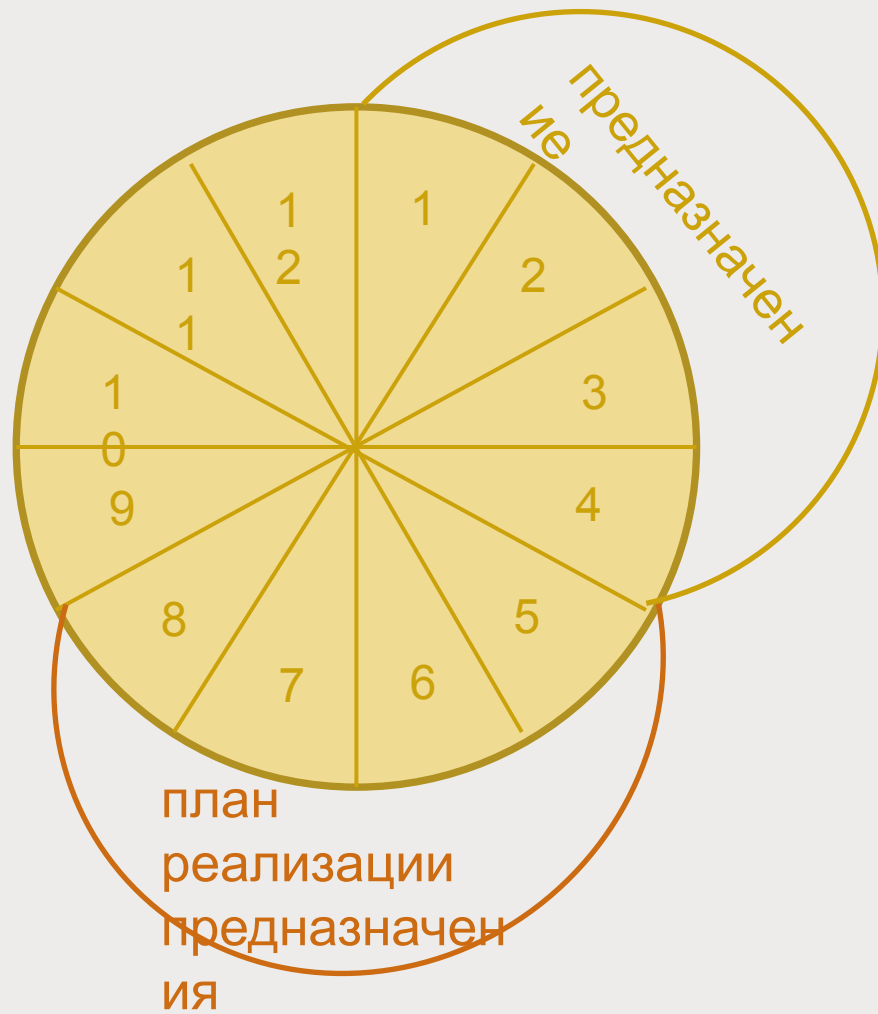 предназначен
ие
1
2
1
2
1
1
3
1
0
4
9
5
8
6
7
план
реализации
предназначен
ия